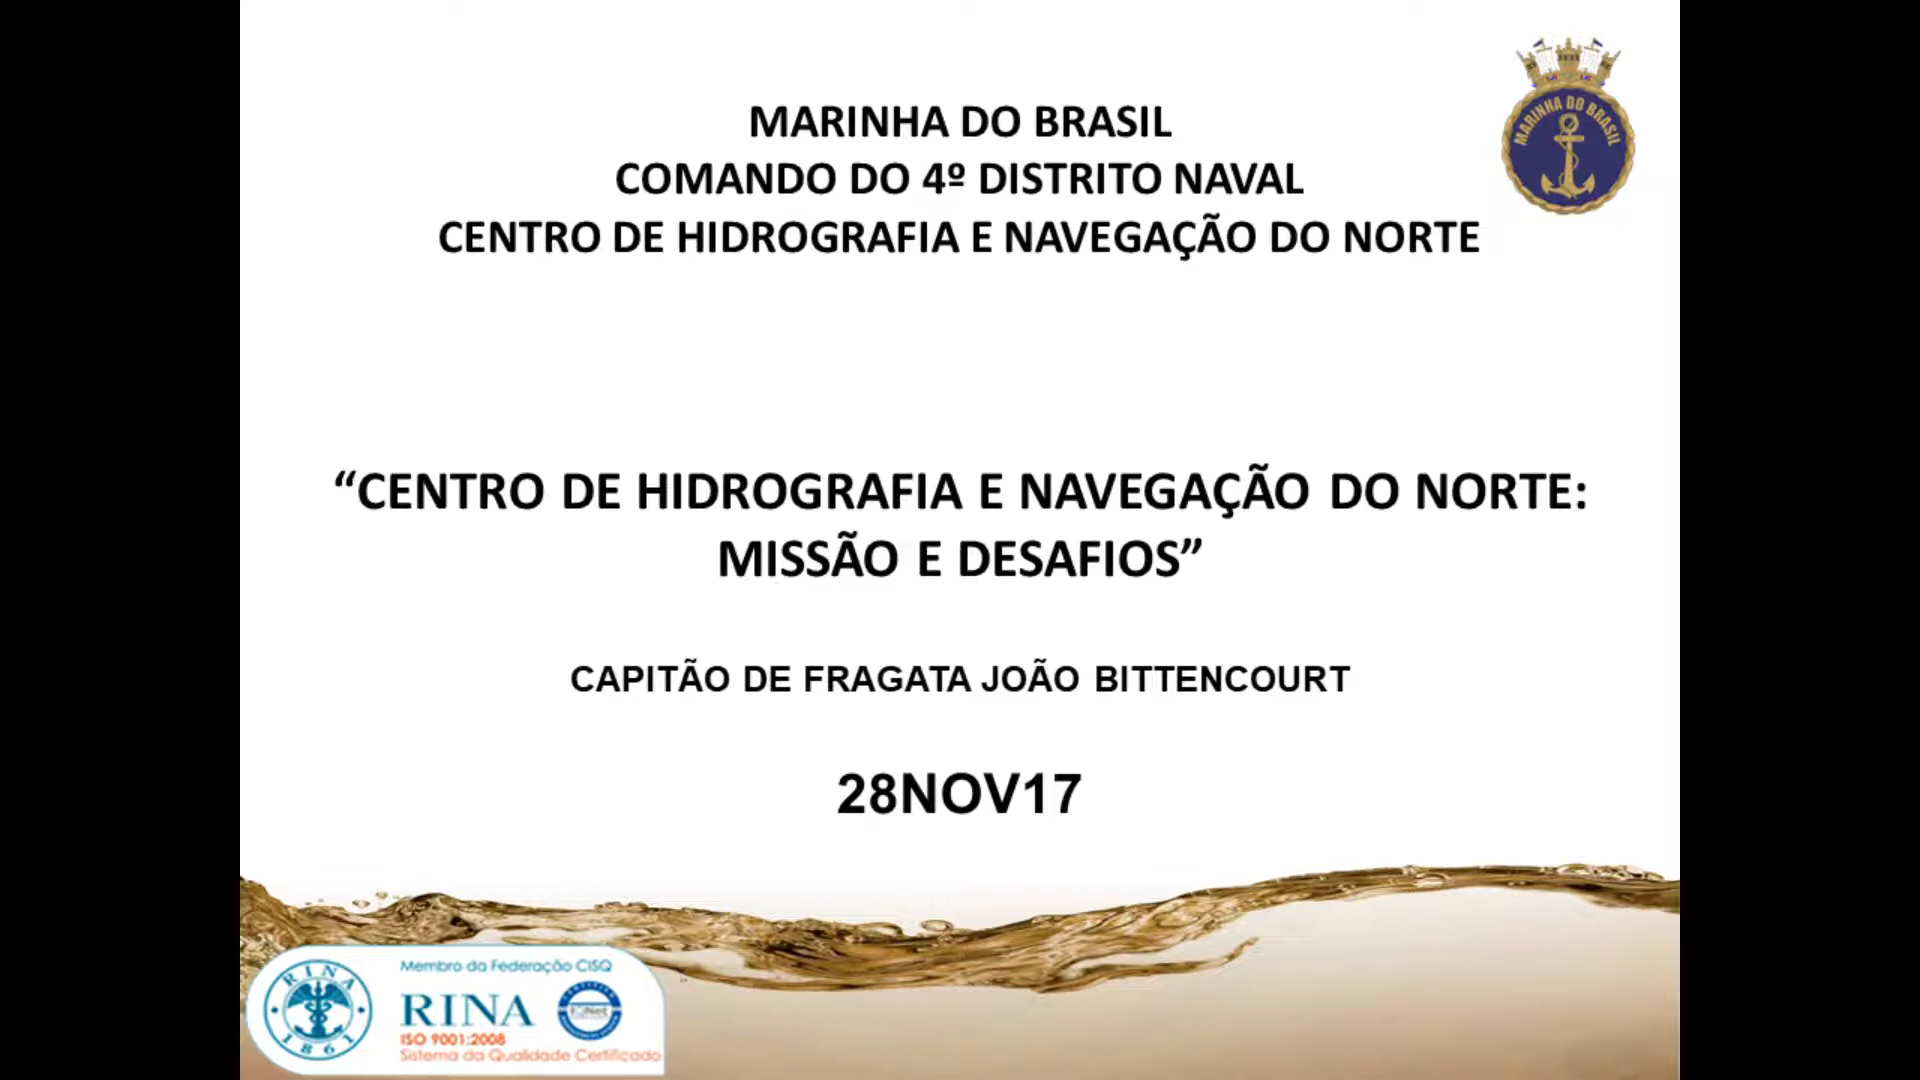 MARINHA DO BRASIL
COMANDO DO 4º DISTRITO NAVAL
CENTRO DE HIDROGRAFIA E NAVEGAÇÃO DO NORTE
MARINHA DO BRASIL
“CENTRO DE HIDROGRAFIA E NAVEGAÇÃO DO NORTE:
MISSÃO E DESAFIOS”
CAPITÃO DE FRAGATA JOÃO BITTENCOURT
28NOV17
RINA
1861
Membro da Federação CISQ
RINA
IQNet
ISO 9001:2008
Sistema da Qualidade Certificado